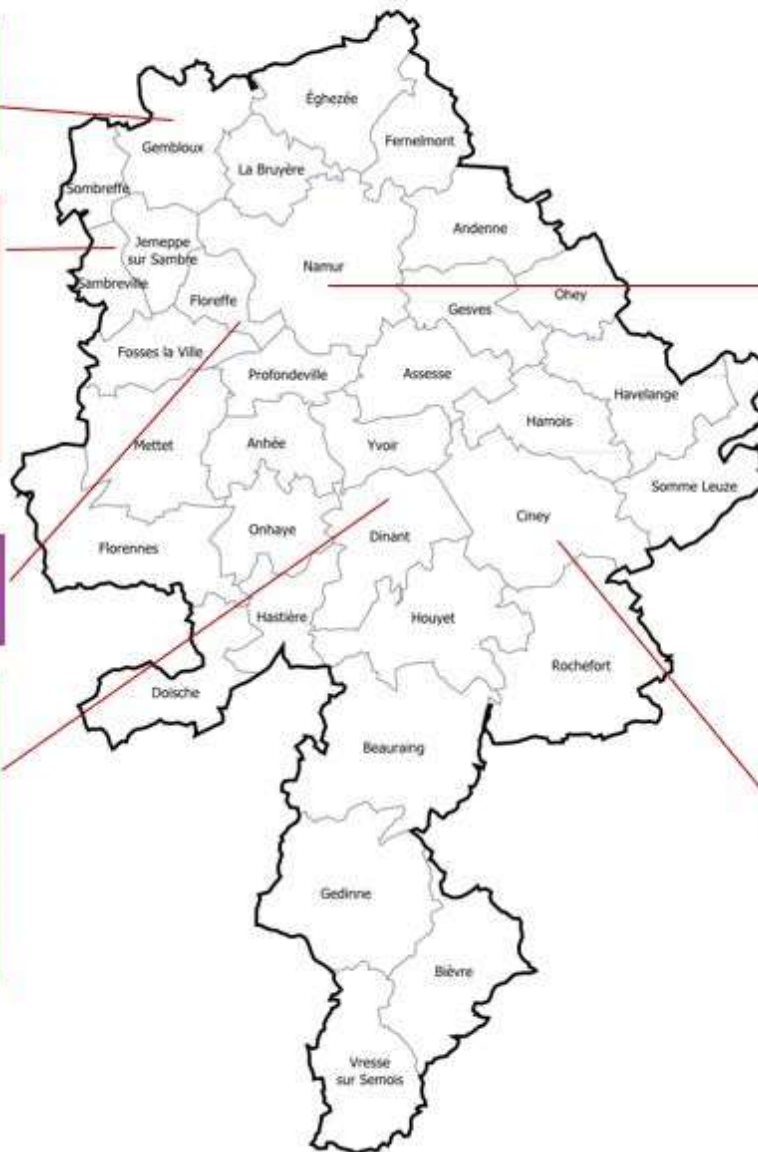 Éghezée
Gembloux
Fernelmont
La Bruyère
Sombreffe
Andenne
Jemeppe
sur Sambre
Namur
Sambreville
Floreffe
Gesves
Ohey
Fosses la Ville
Profondeville
Assesse
Havelange
Hamois
Mettet
Anhée
Yvoir
Somme Leuze
Ciney
Onhaye
Dinant
Florennes
Hastière
Houyet
Rochefort
Doische
Beauraing
Gedinne
Bièvre
Vresse
sur Semois